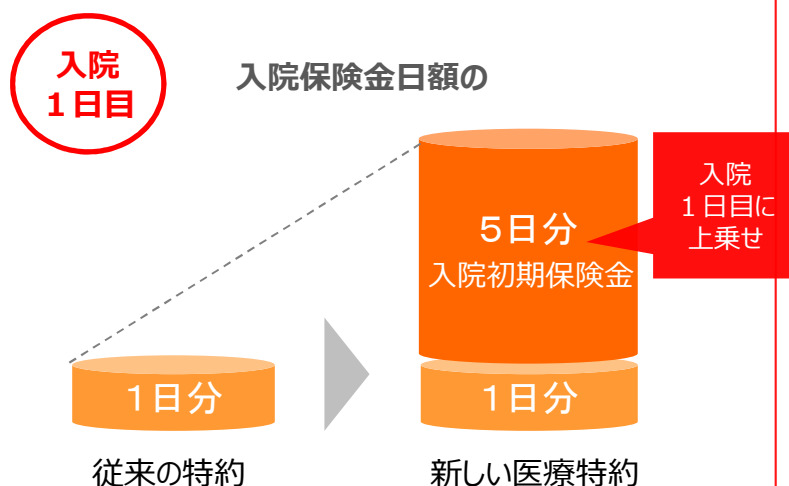 入院
1日目
入院保険金日額の
5日分
入院初期保険金
入院
1日目に
上乗せ
1日分
1日分
従来の特約
新しい医療特約